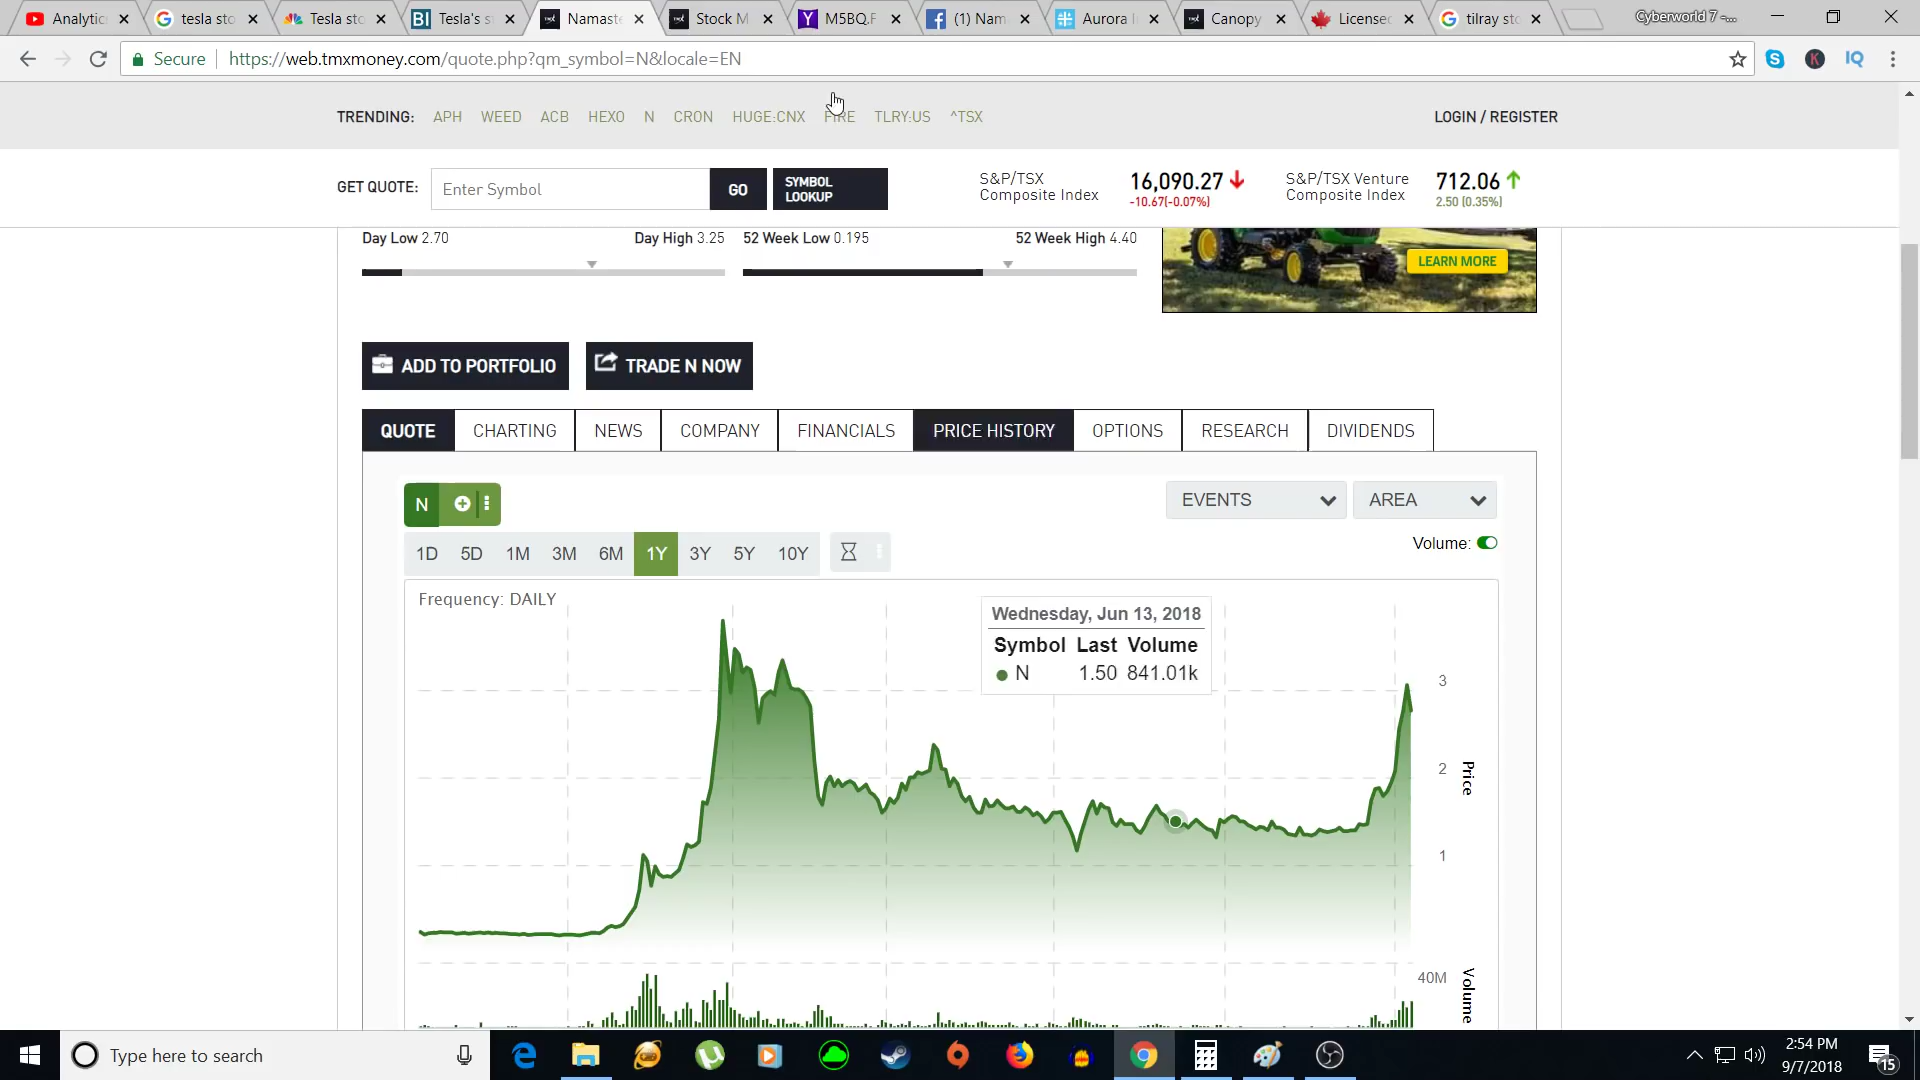 Analytic
tesla sto
Tesla sto
BI
Tesla's s
Namaste
Stock M
M5BQ.F
(1) Nam
Aurora I
Canopy
Licensed
tilray sto
Cyberworld 7 -...
Secure
https://web.tmxmoney.com/quote.php?qm_symbol=N&locale=EN
IQ
TRENDING: APH WEED ACB HEXO N CRON HUGE:CNX FIRE TLRY:US ^TSX
LOGIN / REGISTER
GET QUOTE:
Enter Symbol
GO
SYMBOL
LOOKUP
S&P/TSX
Composite Index
16,090.27
-10.67(-0.07%)
S&P/TSX Venture
Composite Index
712.06
2.50 (0.35%)
Day Low 2.70
Day High 3.25
52 Week Low 0.195
52 Week High 4.40
LEARN MORE
ADD TO PORTFOLIO
TRADE N NOW
QUOTE CHARTING NEWS COMPANY FINANCIALS PRICE HISTORY OPTIONS RESEARCH DIVIDENDS
N
EVENTS
AREA
1D 5D 1M 3M 6M 1Y 3Y 5Y 10Y
Volume:
Frequency: DAILY
Wednesday, Jun 13, 2018
Symbol Last Volume
N 1.50 841.01k
3
2
1
Price
40M
Volume
Type here to search
2:54 PM
9/7/2018
15